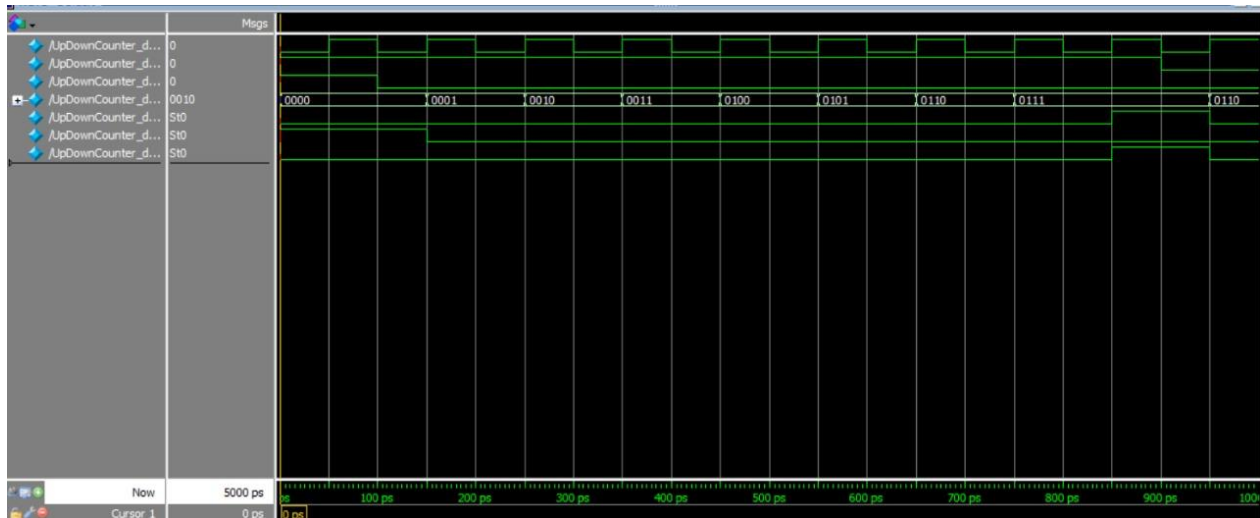 Msgs
/UpDownCounter_d... 0
/UpDownCounter_d... 0
/UpDownCounter_d... 0
/UpDownCounter_d... 0010 0000 0001 0010 0011 0100 0101 0110 0111 0110
/UpDownCounter_d... St0
/UpDownCounter_d... St0
/UpDownCounter_d... St0
Now 5000 ps ps 100 ps 200 ps 300 ps 400 ps 500 ps 600 ps 700 ps 800 ps 900 ps 1000
Cursor 1 0 ps 0 ps